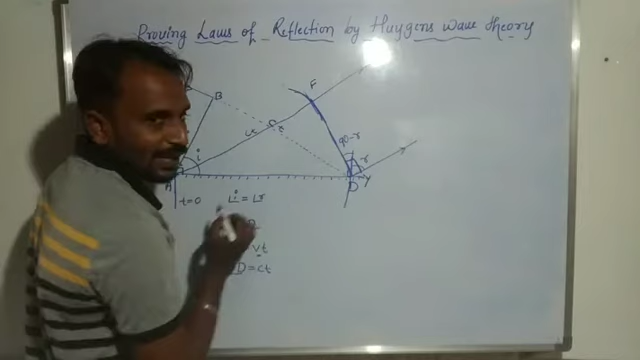 Proving Laws of Reflection by Huygens Wave Theory
B
F
c
90-r
i
r
A
D
t=0
∠i = ∠r
vt
D = ct